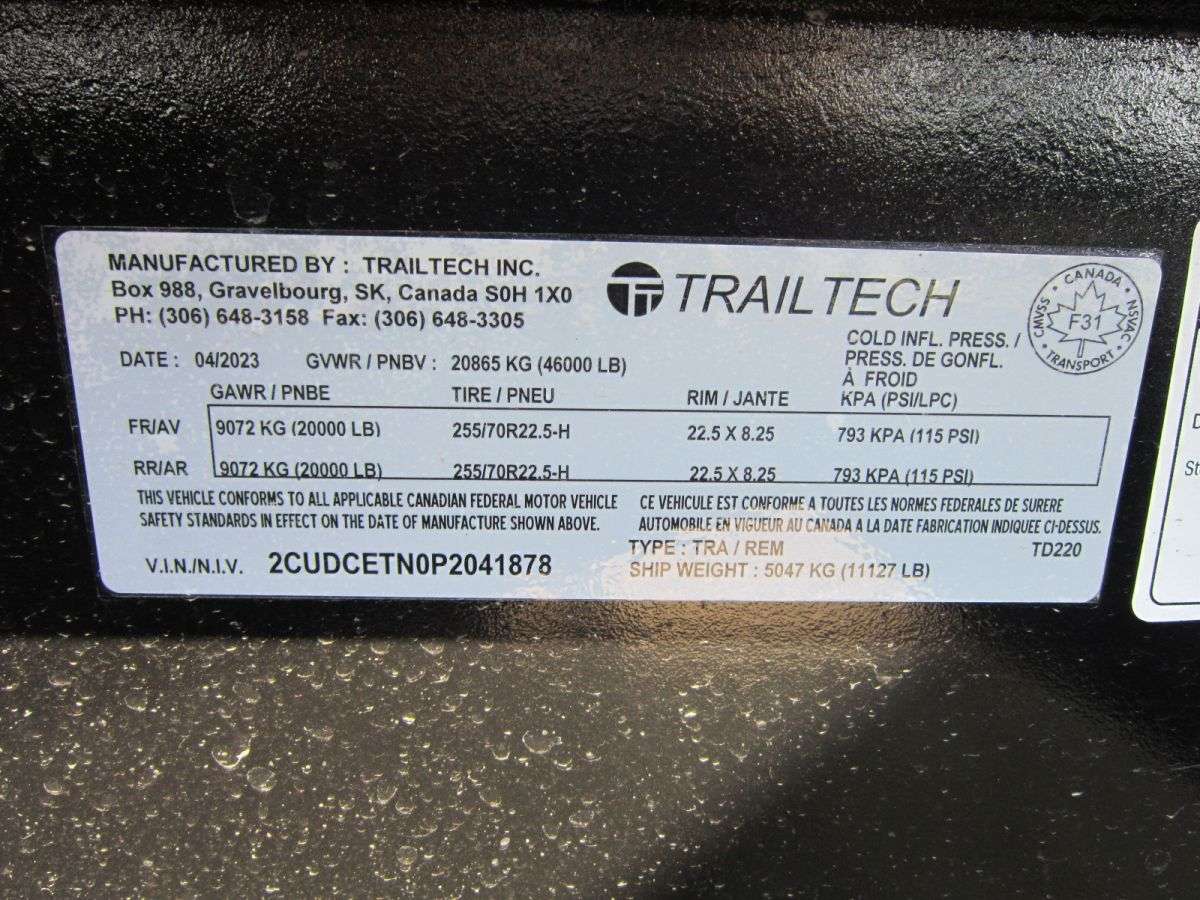 MANUFACTURED BY : TRAILTECH INC.
Box 988, Gravelbourg, SK, Canada S0H 1X0
PH: (306) 648-3158 Fax: (306) 648-3305
TT TRAILTECH
CANADA
CMVSS F31 NSVAC
TRANSPORT
DATE : 04/2023 GVWR / PNBV : 20865 KG (46000 LB)
COLD INFL. PRESS. /
PRESS. DE GONFL.
À FROID
GAWR / PNBE TIRE / PNEU RIM / JANTE KPA (PSI/LPC)
FR/AV 9072 KG (20000 LB) 255/70R22.5-H 22.5 X 8.25 793 KPA (115 PSI)
RR/AR 9072 KG (20000 LB) 255/70R22.5-H 22.5 X 8.25 793 KPA (115 PSI)
THIS VEHICLE CONFORMS TO ALL APPLICABLE CANADIAN FEDERAL MOTOR VEHICLE
SAFETY STANDARDS IN EFFECT ON THE DATE OF MANUFACTURE SHOWN ABOVE.
CE VEHICULE EST CONFORME A TOUTES LES NORMES FEDERALES DE SURERE
AUTOMOBILE EN VIGUEUR AU CANADA A LA DATE FABRICATION INDIQUEE CI-DESSUS.
V.I.N./N.I.V. 2CUDCETN0P2041878
TYPE : TRA / REM TD220
SHIP WEIGHT : 5047 KG (11127 LB)